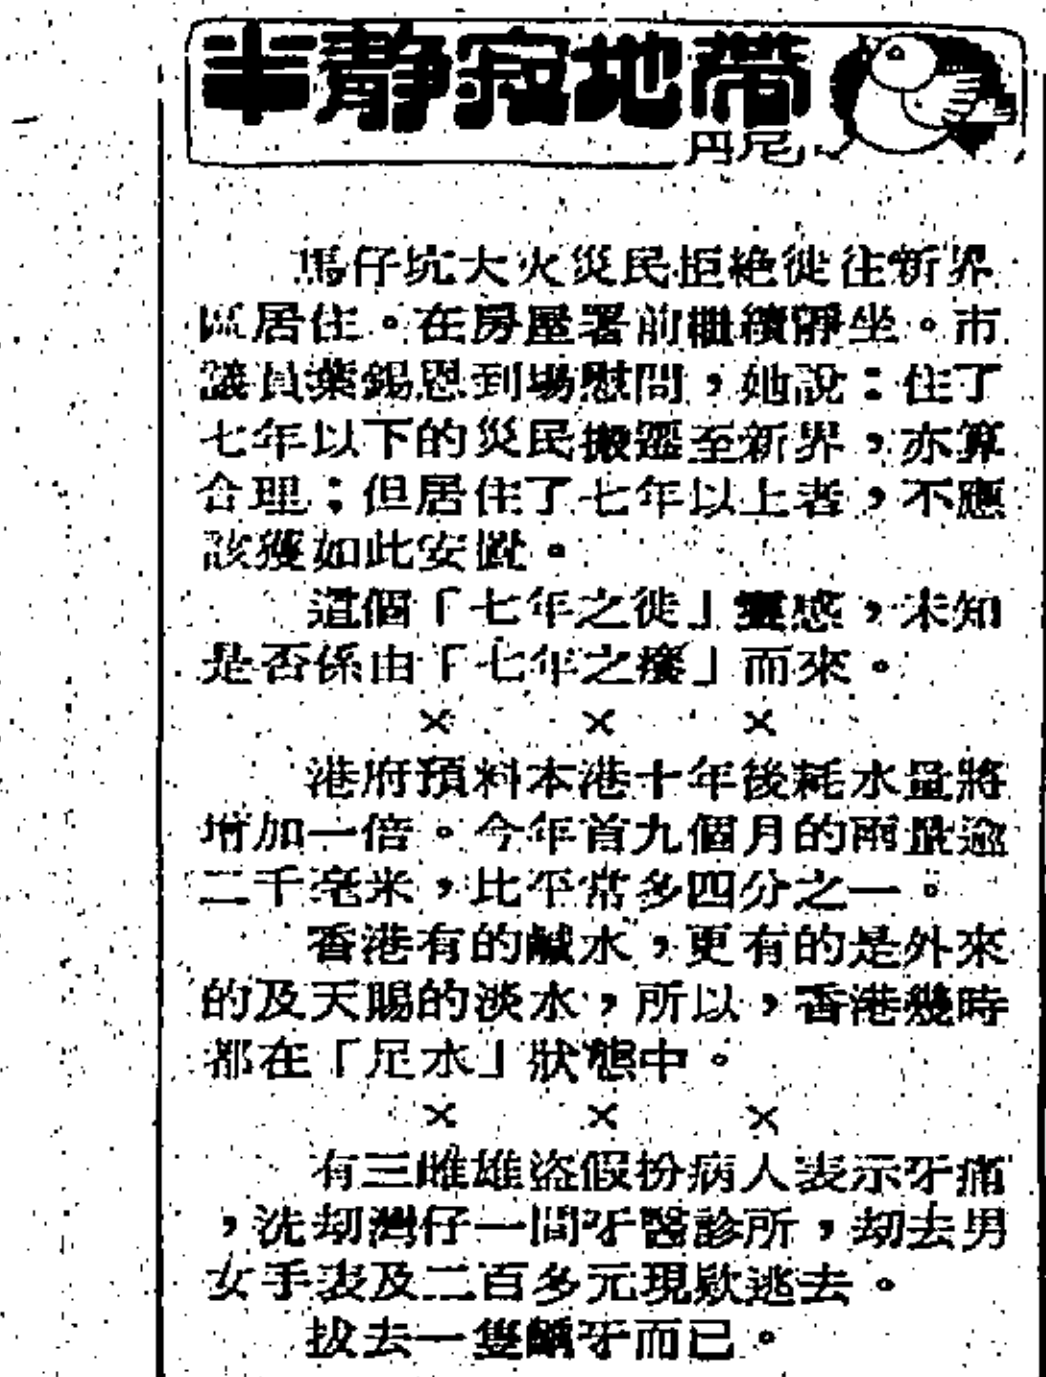 半靜寂地帶
丹尼
馬仔坑大火災民拒絶徙往新界
區居住。在房屋署前繼續靜坐。市
議員葉錫恩到場慰問，她說：住了
七年以下的災民搬遷至新界，亦算
合理；但居住了七年以上者，不應
該獲如此安置。
這個「七年之徙」靈感，未知
是否係由「七年之癢」而來。
×　×　×
港府預料本港十年後耗水量將
增加一倍。今年首九個月的雨量逾
二千毫米，比平常多四分之一。
香港有的鹹水，更有的是外來
的及天賜的淡水，所以，香港幾時
都在「足水」狀態中。
×　×　×
有三雌雄盜假扮病人表示牙痛
，洗刧灣仔一間牙醫診所，刧去男
女手表及二百多元現欵逃去。
拔去一隻齲牙而已。